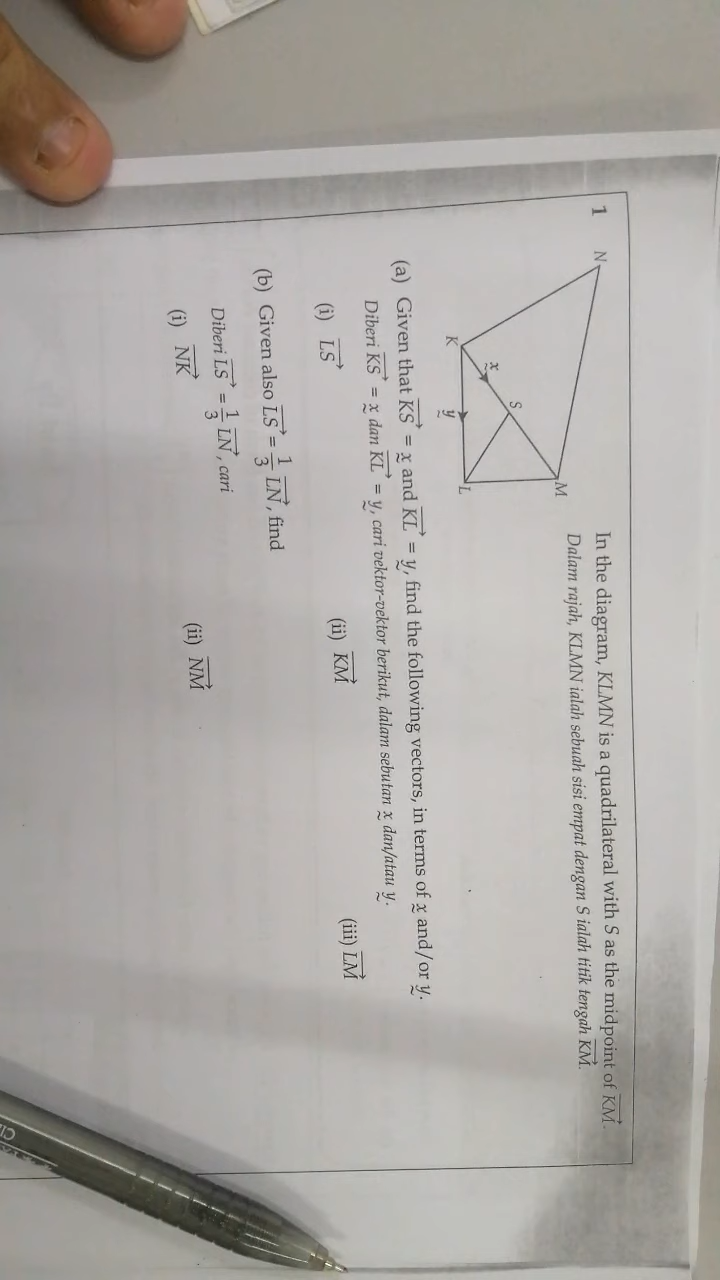 1
N
M
S
x
K
y
L
In the diagram, KLMN is a quadrilateral with S as the midpoint of KM.
Dalam rajah, KLMN ialah sebuah sisi empat dengan S ialah titik tengah KM.
(a) Given that KS = x and KL = y, find the following vectors, in terms of x and/or y.
Diberi KS = x dan KL = y, cari vektor-vektor berikut, dalam sebutan x dan/atau y.
(i) LS (ii) KM (iii) LM
(b) Given also LS = 1/3 LN, find
Diberi LS = 1/3 LN, cari
(i) NK (ii) NM